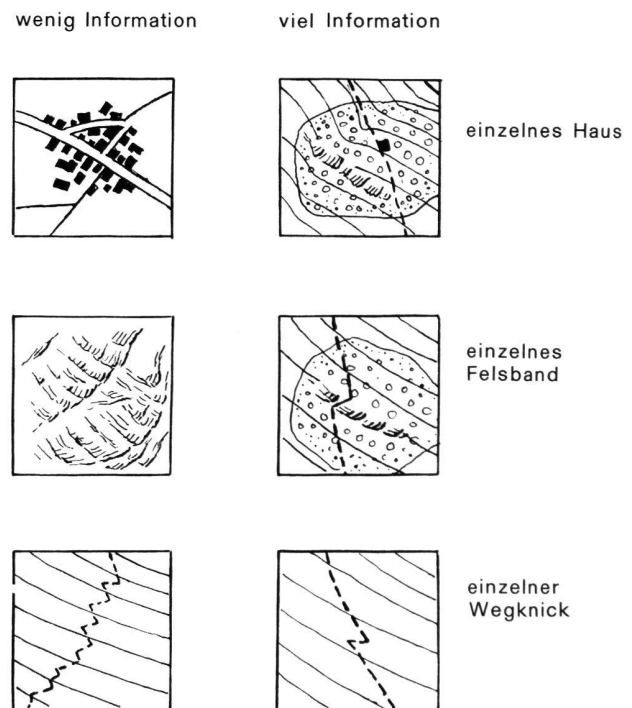 wenig Information
viel Information
einzelnes Haus
einzelnes
Felsband
einzelner
Wegknick